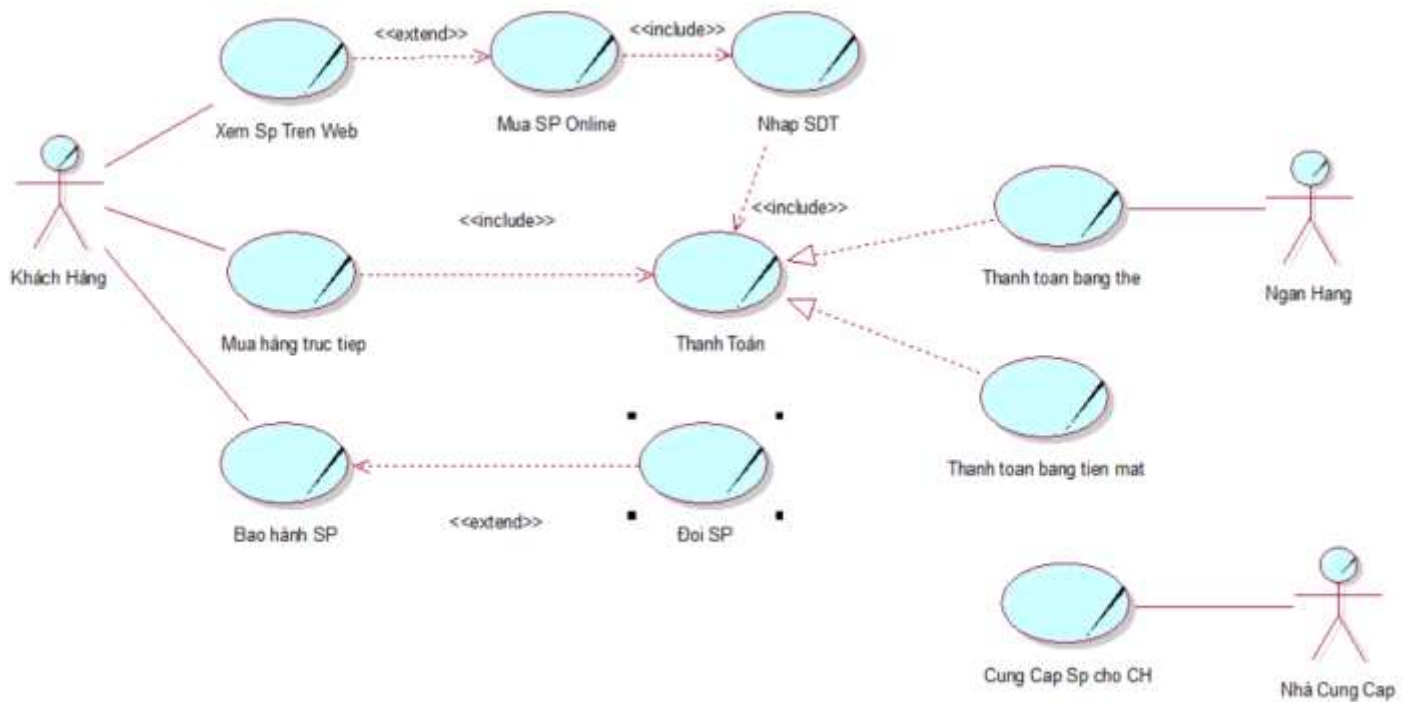 <<extend>>
<<include>>
Xem Sp Tren Web
Mua SP Online
Nhap SDT
<<include>>
<<include>>
Khách Hàng
Thanh toan bang the
Ngan Hang
Mua hàng truc tiep
Thanh Toán
Thanh toan bang tien mat
<<extend>>
Bao hành SP
Đoi SP
Cung Cap Sp cho CH
Nhà Cung Cap